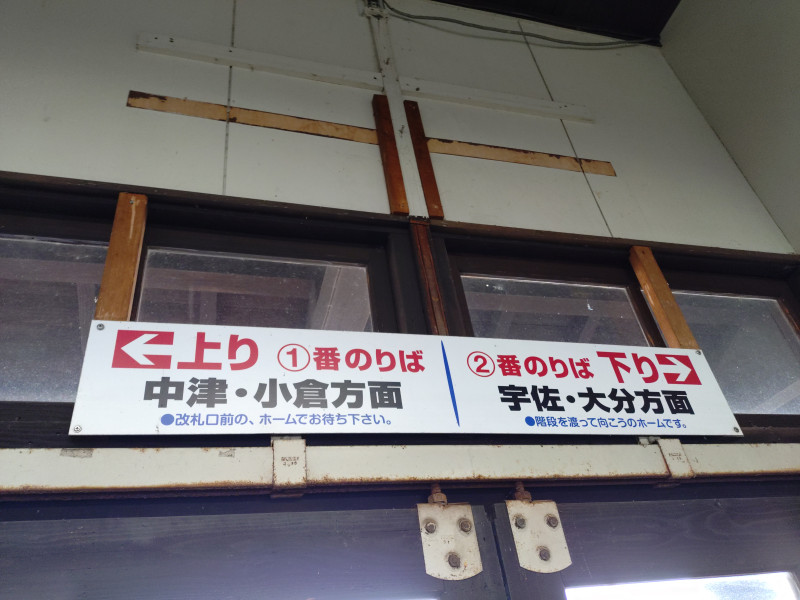 ← 上り ①番のりば
中津・小倉方面
●改札口前の、ホームでお待ち下さい。
②番のりば 下り →
宇佐・大分方面
●階段を渡って向こうのホームです。